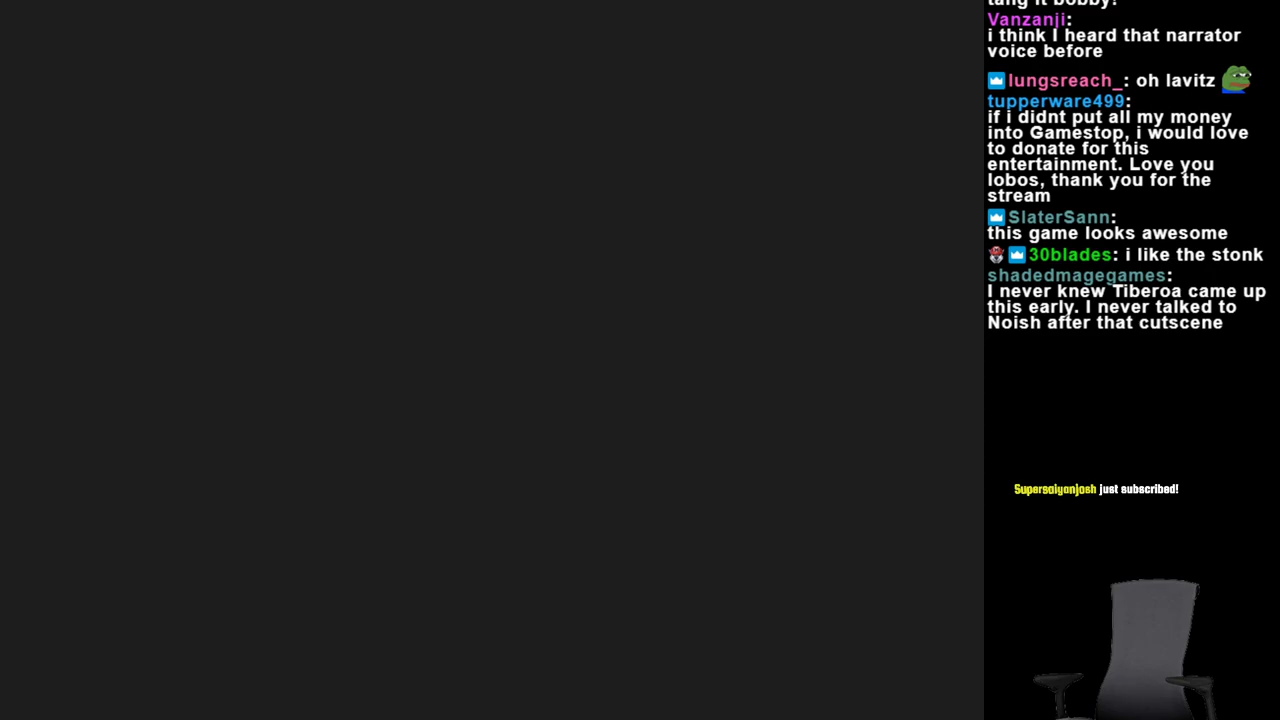 tang it bobby!
Vanzanji:
i think I heard that narrator
voice before
lungsreach_: oh lavitz
tupperware499:
if i didnt put all my money
into Gamestop, i would love
to donate for this
entertainment. Love you
lobos, thank you for the
stream
SlaterSann:
this game looks awesome
30blades: i like the stonk
shadedmagegames:
I never knew Tiberoa came up
this early. I never talked to
Noish after that cutscene
Supersaiyanjosh just subscribed!